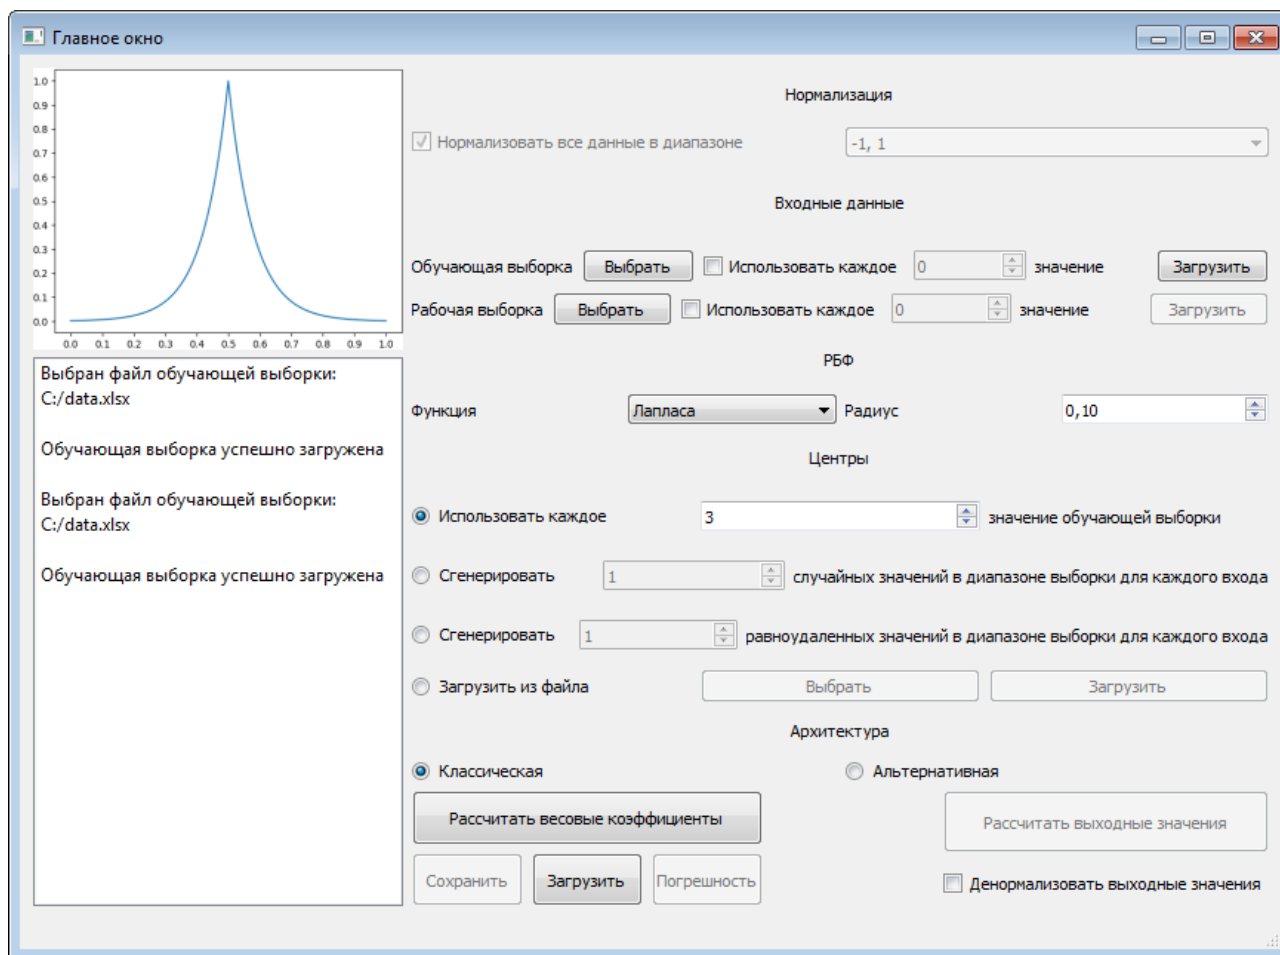 Главное окно
1.0
0.9
0.8
0.7
0.6
0.5
0.4
0.3
0.2
0.1
0.0
0.0 0.1 0.2 0.3 0.4 0.5 0.6 0.7 0.8 0.9 1.0
Выбран файл обучающей выборки:
C:/data.xlsx
Обучающая выборка успешно загружена
Выбран файл обучающей выборки:
C:/data.xlsx
Обучающая выборка успешно загружена
Нормализация
Нормализовать все данные в диапазоне -1, 1
Входные данные
Обучающая выборка Выбрать Использовать каждое 0 значение Загрузить
Рабочая выборка Выбрать Использовать каждое 0 значение Загрузить
РБФ
Функция Лапласа Радиус 0,10
Центры
Использовать каждое 3 значение обучающей выборки
Сгенерировать 1 случайных значений в диапазоне выборки для каждого входа
Сгенерировать 1 равноудаленных значений в диапазоне выборки для каждого входа
Загрузить из файла Выбрать Загрузить
Архитектура
Классическая Альтернативная
Рассчитать весовые коэффициенты Рассчитать выходные значения
Сохранить Загрузить Погрешность Денормализовать выходные значения